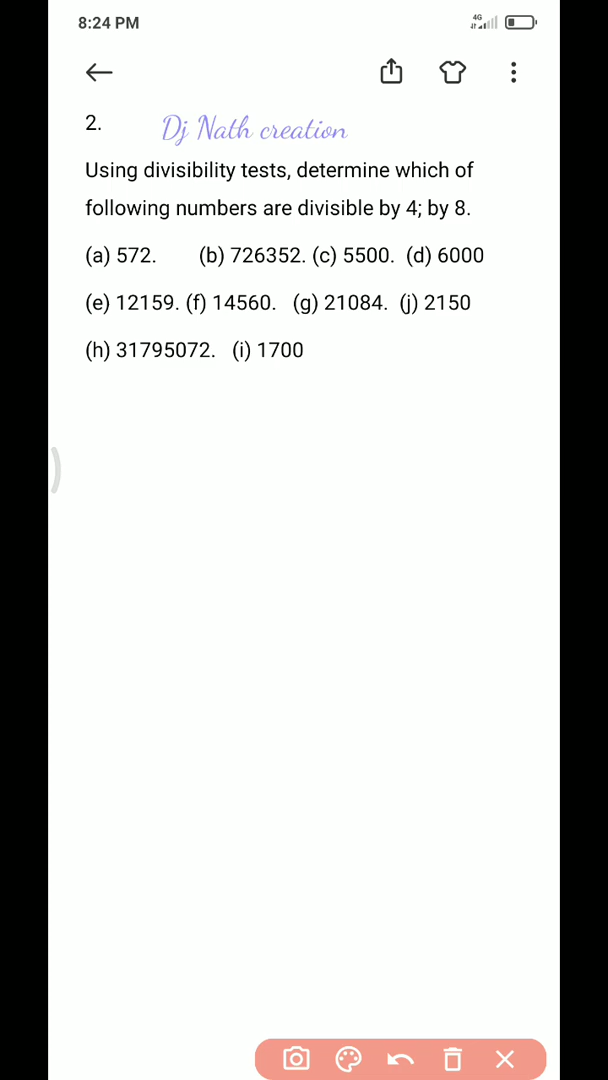 8:24 PM
4G
2.
Dj Nath creation
Using divisibility tests, determine which of
following numbers are divisible by 4; by 8.
(a) 572. (b) 726352. (c) 5500. (d) 6000
(e) 12159. (f) 14560. (g) 21084. (j) 2150
(h) 31795072. (i) 1700